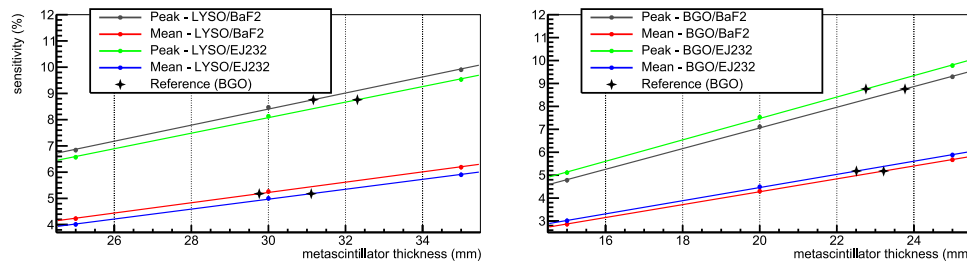 sensitivity (%)
12
11
10
9
8
7
6
5
4
Peak - LYSO/BaF2
Mean - LYSO/BaF2
Peak - LYSO/EJ232
Mean - LYSO/EJ232
Reference (BGO)
26 28 30 32 34
metascintillator thickness (mm)
12
11
10
9
8
7
6
5
4
3
Peak - BGO/BaF2
Mean - BGO/BaF2
Peak - BGO/EJ232
Mean - BGO/EJ232
Reference (BGO)
14 16 18 20 22 24
metascintillator thickness (mm)